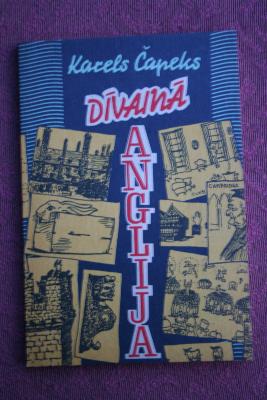 Karels Čapeks
DĪVAINĀ
ANGLIJA
CAMBRIDGE